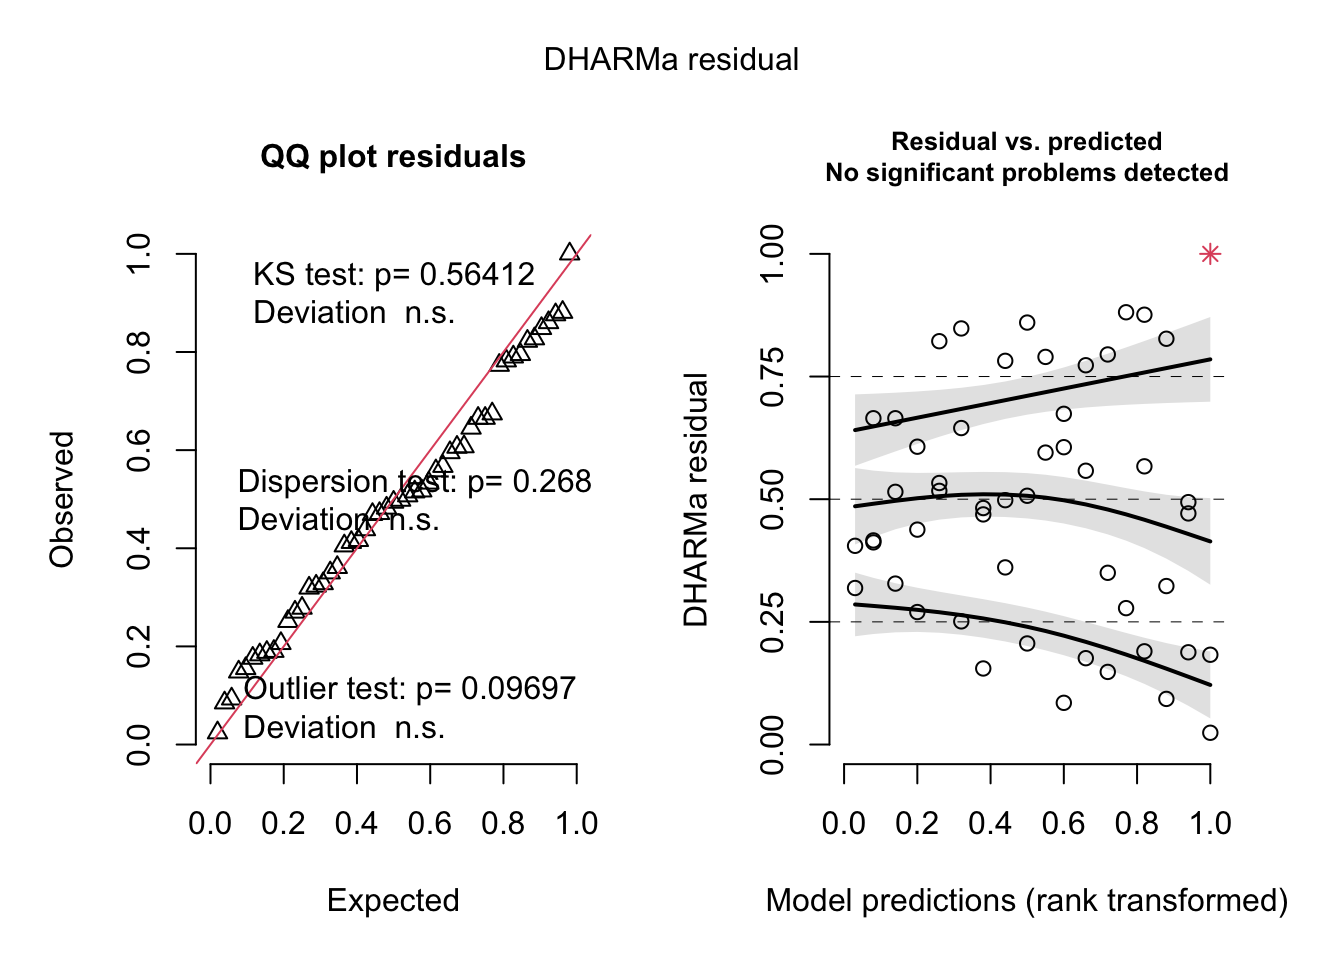 DHARMa residual
QQ plot residuals
KS test: p= 0.56412
Deviation  n.s.
Dispersion test: p= 0.268
Deviation  n.s.
Outlier test: p= 0.09697
Deviation  n.s.
Observed
0.0
0.2
0.4
0.6
0.8
1.0
0.0 0.2 0.4 0.6 0.8 1.0
Expected
Residual vs. predicted
No significant problems detected
DHARMa residual
0.00
0.25
0.50
0.75
1.00
0.0 0.2 0.4 0.6 0.8 1.0
Model predictions (rank transformed)